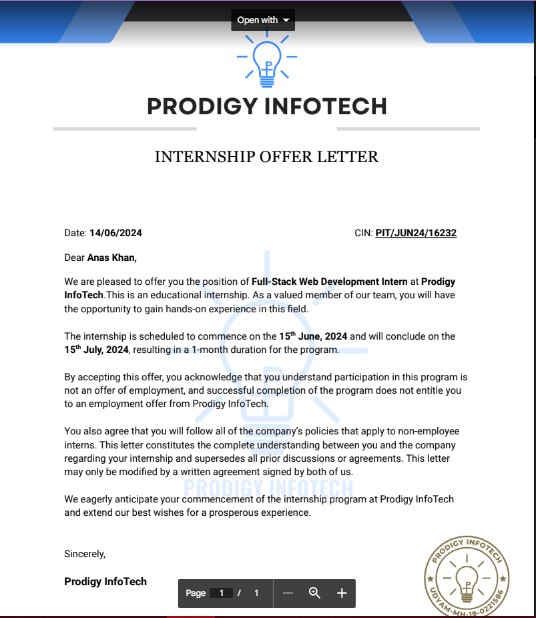 Open with
PRODIGY INFOTECH
INTERNSHIP OFFER LETTER
Date: 14/06/2024
CIN: PIT/JUN24/16232
Dear Anas Khan,
We are pleased to offer you the position of Full-Stack Web Development Intern at Prodigy
InfoTech.This is an educational internship. As a valued member of our team, you will have
the opportunity to gain hands-on experience in this field.
The internship is scheduled to commence on the 15th June, 2024 and will conclude on the
15th July, 2024, resulting in a 1-month duration for the program.
By accepting this offer, you acknowledge that you understand participation in this program is
not an offer of employment, and successful completion of the program does not entitle you
to an employment offer from Prodigy InfoTech.
You also agree that you will follow all of the company's policies that apply to non-employee
interns. This letter constitutes the complete understanding between you and the company
regarding your internship and supersedes all prior discussions or agreements. This letter
may only be modified by a written agreement signed by both of us.
PRODIGY INFOTECH
We eagerly anticipate your commencement of the internship program at Prodigy InfoTech
and extend our best wishes for a prosperous experience.
Sincerely,
Prodigy InfoTech
PRODIGY INFOTECH
UDYAM-MH-19-0221586
Page 1 / 1